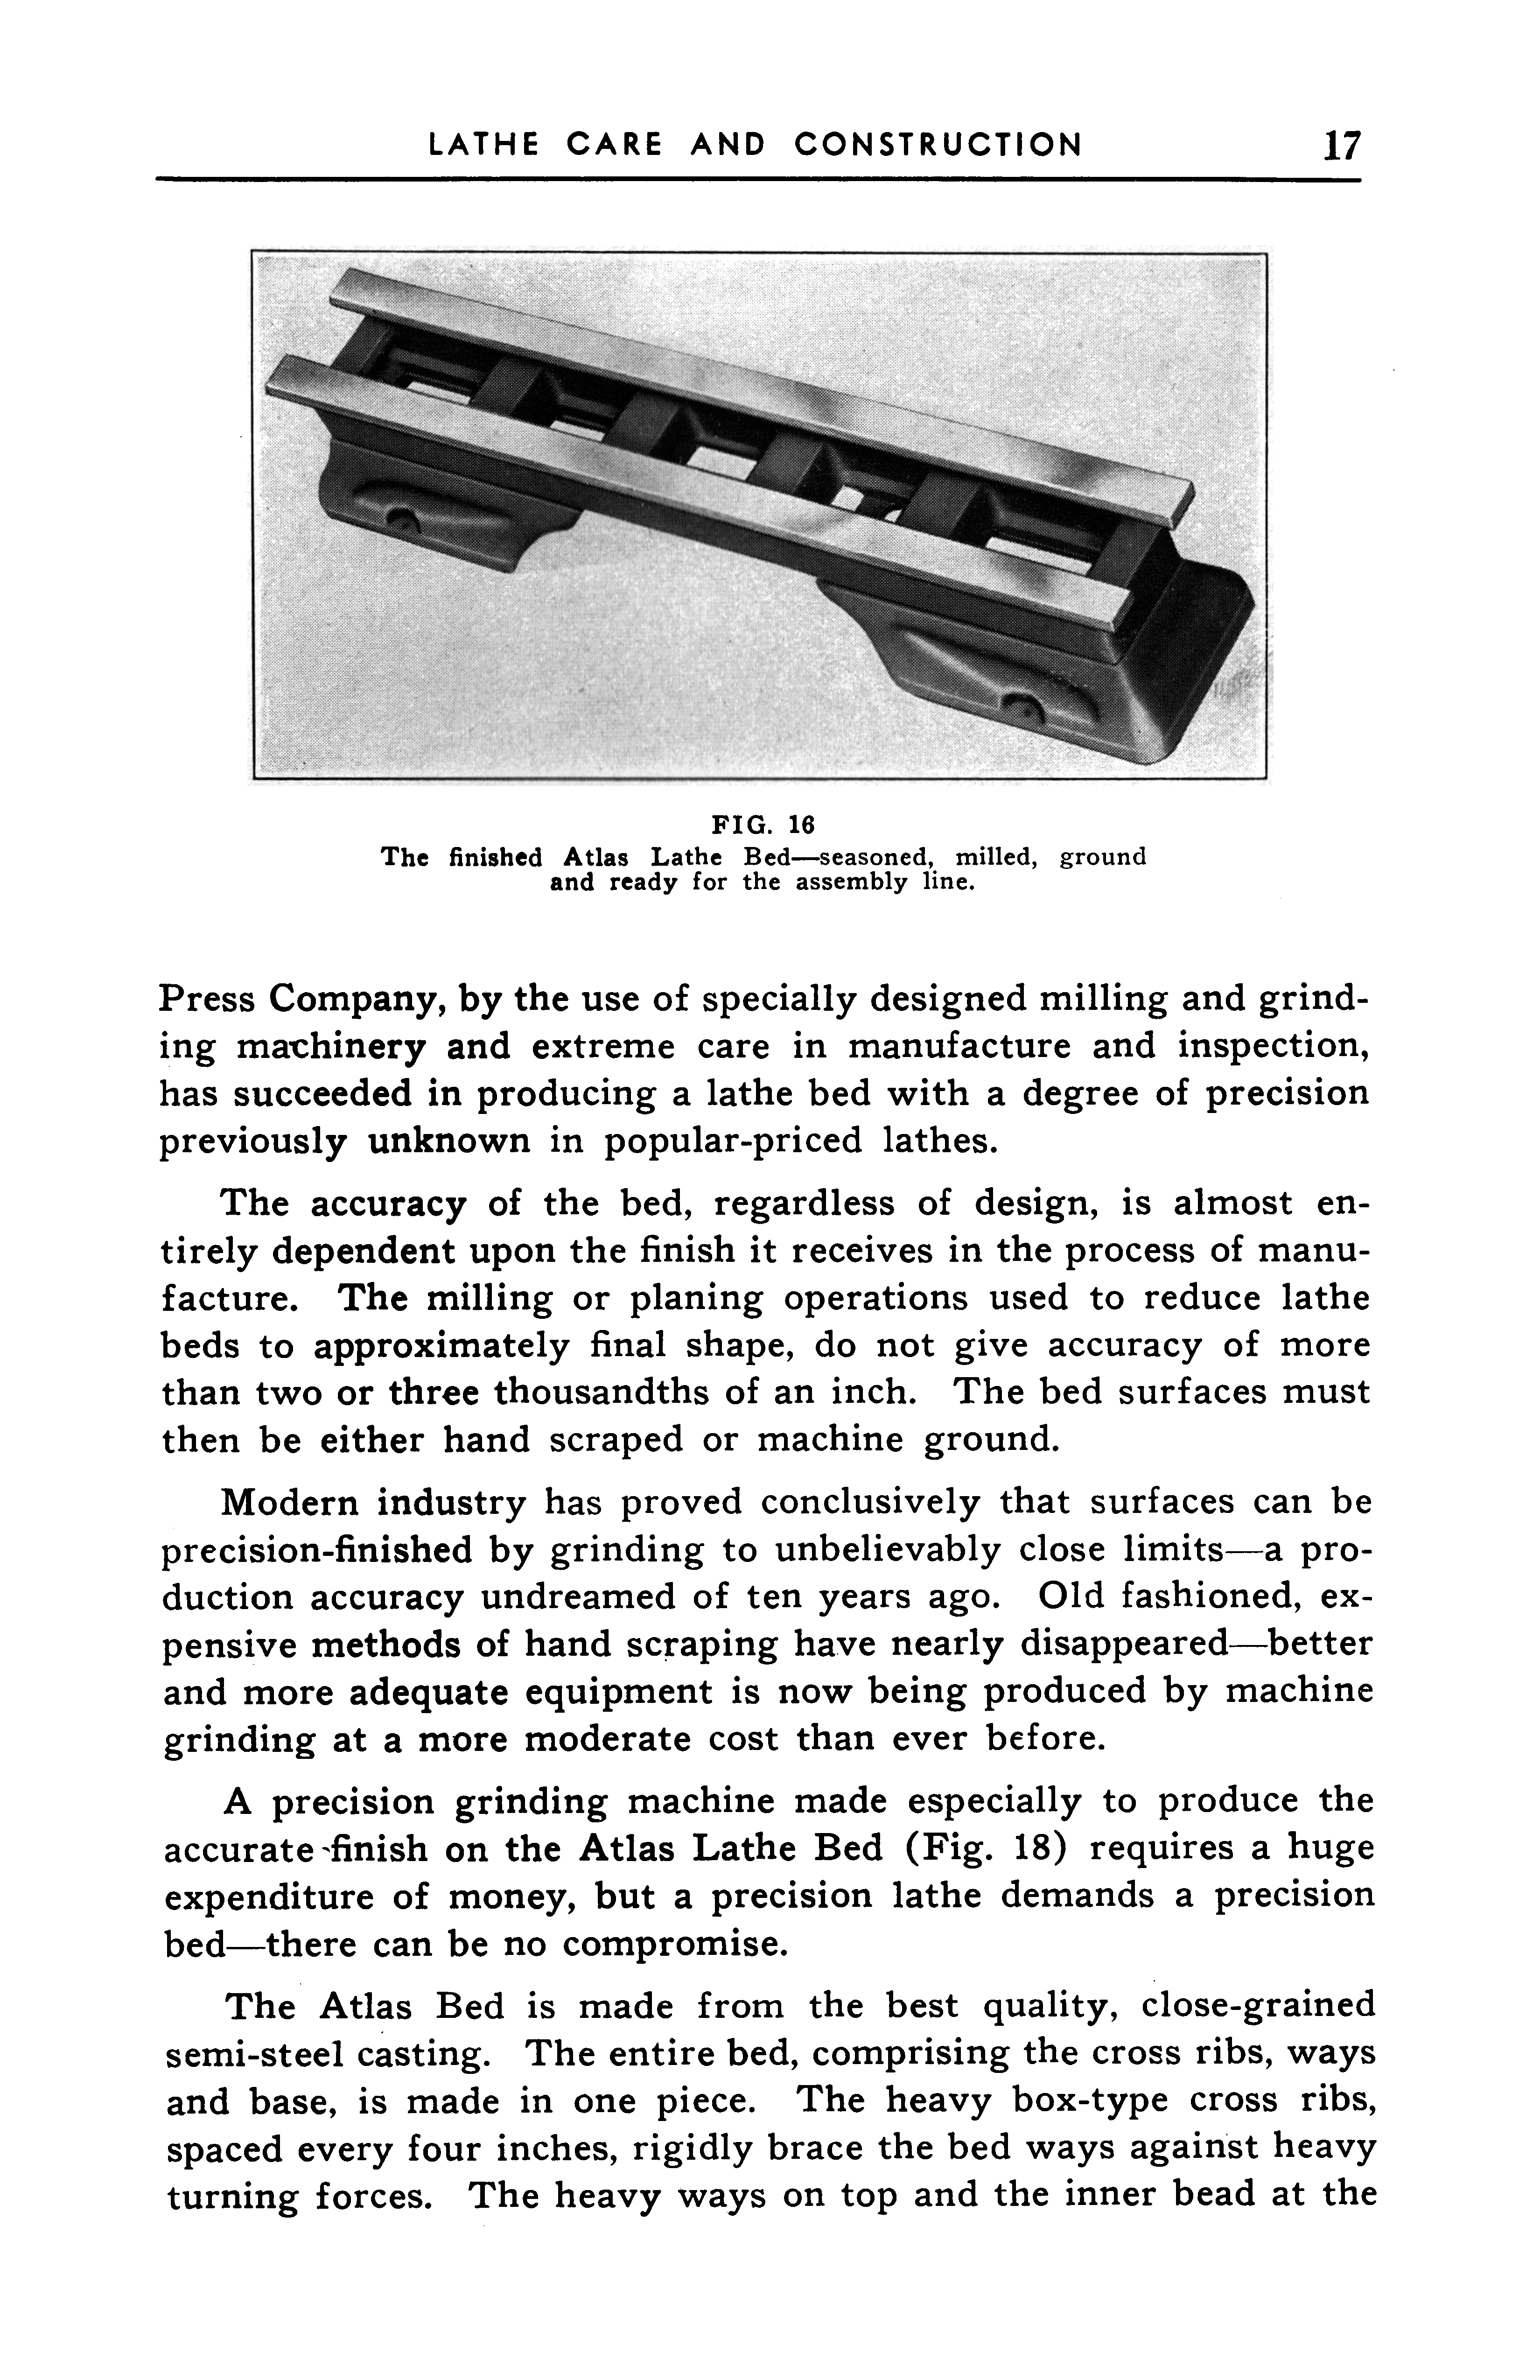 LATHE CARE AND CONSTRUCTION 17
FIG. 16
The finished Atlas Lathe Bed—seasoned, milled, ground
and ready for the assembly line.
Press Company, by the use of specially designed milling and grind-
ing machinery and extreme care in manufacture and inspection,
has succeeded in producing a lathe bed with a degree of precision
previously unknown in popular-priced lathes.
The accuracy of the bed, regardless of design, is almost en-
tirely dependent upon the finish it receives in the process of manu-
facture. The milling or planing operations used to reduce lathe
beds to approximately final shape, do not give accuracy of more
than two or three thousandths of an inch. The bed surfaces must
then be either hand scraped or machine ground.
Modern industry has proved conclusively that surfaces can be
precision-finished by grinding to unbelievably close limits—a pro-
duction accuracy undreamed of ten years ago. Old fashioned, ex-
pensive methods of hand scraping have nearly disappeared—better
and more adequate equipment is now being produced by machine
grinding at a more moderate cost than ever before.
A precision grinding machine made especially to produce the
accurate finish on the Atlas Lathe Bed (Fig. 18) requires a huge
expenditure of money, but a precision lathe demands a precision
bed—there can be no compromise.
The Atlas Bed is made from the best quality, close-grained
semi-steel casting. The entire bed, comprising the cross ribs, ways
and base, is made in one piece. The heavy box-type cross ribs,
spaced every four inches, rigidly brace the bed ways against heavy
turning forces. The heavy ways on top and the inner bead at the